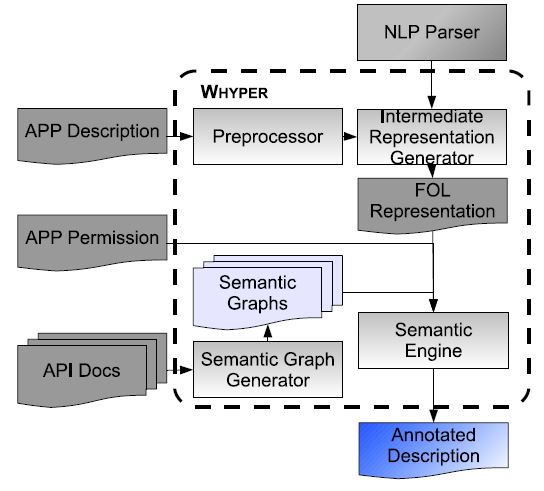 NLP Parser
WHYPER
APP Description
Preprocessor
Intermediate
Representation
Generator
FOL
Representation
APP Permission
Semantic
Graphs
Semantic
Engine
API Docs
Semantic Graph
Generator
Annotated
Description